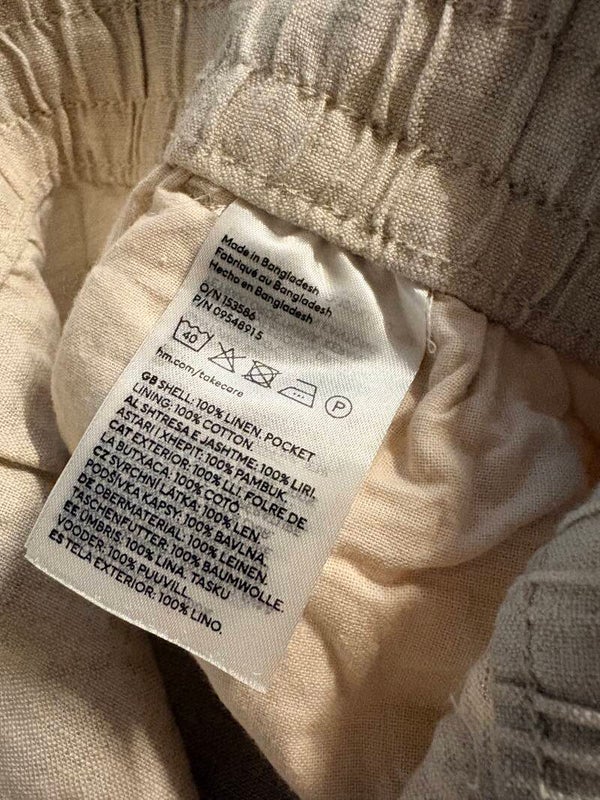 Made in Bangladesh
Fabriqué au Bangladesh
Hecho en Bangladesh
O/N 153586
P/N 09548915
40
P
hm.com/takecare
GB SHELL: 100% LINEN. POCKET
LINING: 100% COTTON.
AL SHTRESA E JASHTME: 100% LIRI.
ASTARI I XHEPIT: 100% PAMBUK.
CAT EXTERIOR: 100% LLI. FOLRE DE
LA BUTXACA: 100% COTÓ
CZ SVRCHNÍ LÁTKA: 100% LEN
PODŠÍVKA KAPSY: 100% BAVLNA.
DE OBERMATERIAL: 100% LEINEN.
TASCHENFUTTER: 100% BAUMWOLLE.
EE ÜMBRIS: 100% LINA. TASKU
VOODER: 100% PUUVILL
ES TELA EXTERIOR: 100% LINO.